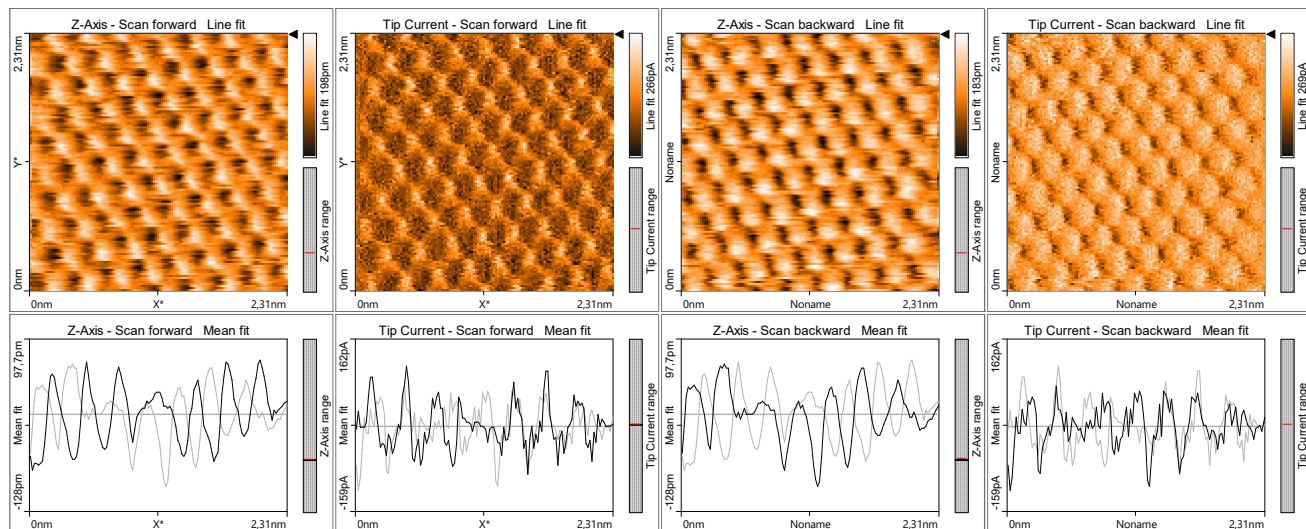 Z-Axis - Scan forward Line fit
2,31nm
Y*
0nm
0nm
X*
2,31nm
Line fit 198pm
Z-Axis range
Tip Current - Scan forward Line fit
2,31nm
Y*
0nm
0nm
X*
2,31nm
Line fit 266pA
Tip Current range
Z-Axis - Scan backward Line fit
2,31nm
Noname
0nm
0nm
Noname
2,31nm
Line fit 183pm
Z-Axis range
Tip Current - Scan backward Line fit
2,31nm
Noname
0nm
0nm
Noname
2,31nm
Line fit 269pA
Tip Current range
Z-Axis - Scan forward Mean fit
97.7pm
Mean fit
-128pm
0nm
X*
2,31nm
Z-Axis range
Tip Current - Scan forward Mean fit
162pA
Mean fit
-159pA
0nm
X*
2,31nm
Tip Current range
Z-Axis - Scan backward Mean fit
97.7pm
Mean fit
-128pm
0nm
Noname
2,31nm
Z-Axis range
Tip Current - Scan backward Mean fit
162pA
Mean fit
-159pA
0nm
Noname
2,31nm
Tip Current range